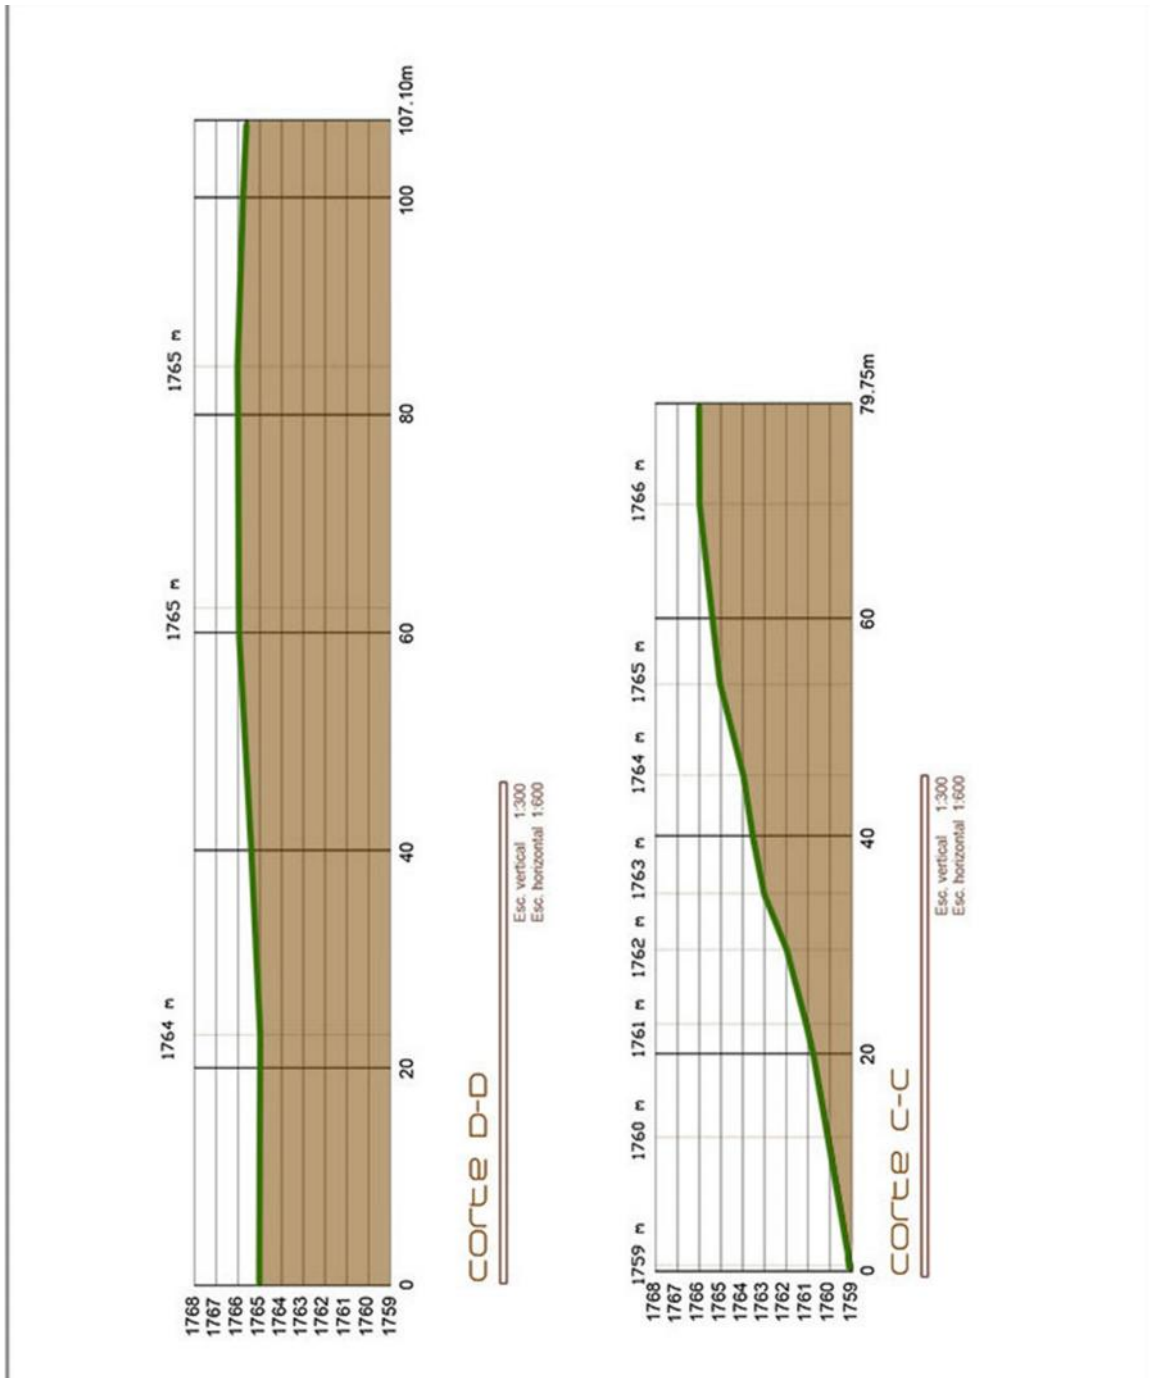 1765 m
1765 m
1764 m
1768
1767
1766
1765
1764
1763
1762
1761
1760
1759
0
20
40
60
80
100
107.10m
Corte D-D
Esc. vertical 1:300
Esc. horizontal 1:600
1759 m
1760 m
1761 m
1762 m
1763 m
1764 m
1765 m
1766 m
1768
1767
1766
1765
1764
1763
1762
1761
1760
1759
0
20
40
60
79.75m
Corte C-C
Esc. vertical 1:300
Esc. horizontal 1:600